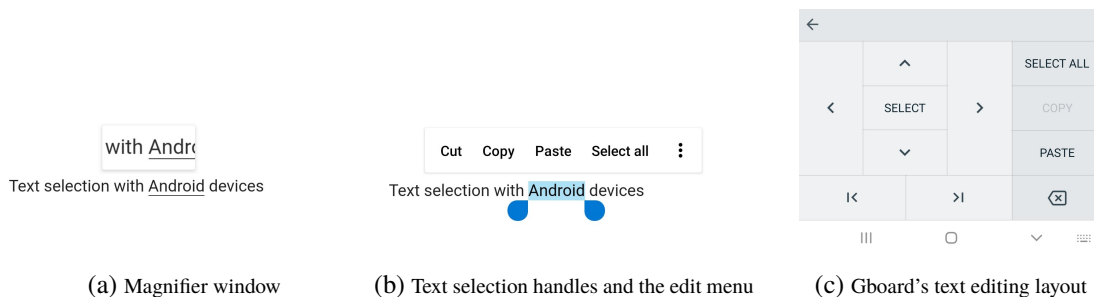 with Andro
Text selection with Android devices
(a) Magnifier window
Cut Copy Paste Select all
Text selection with Android devices
(b) Text selection handles and the edit menu
SELECT ALL
SELECT COPY
PASTE
(c) Gboard's text editing layout